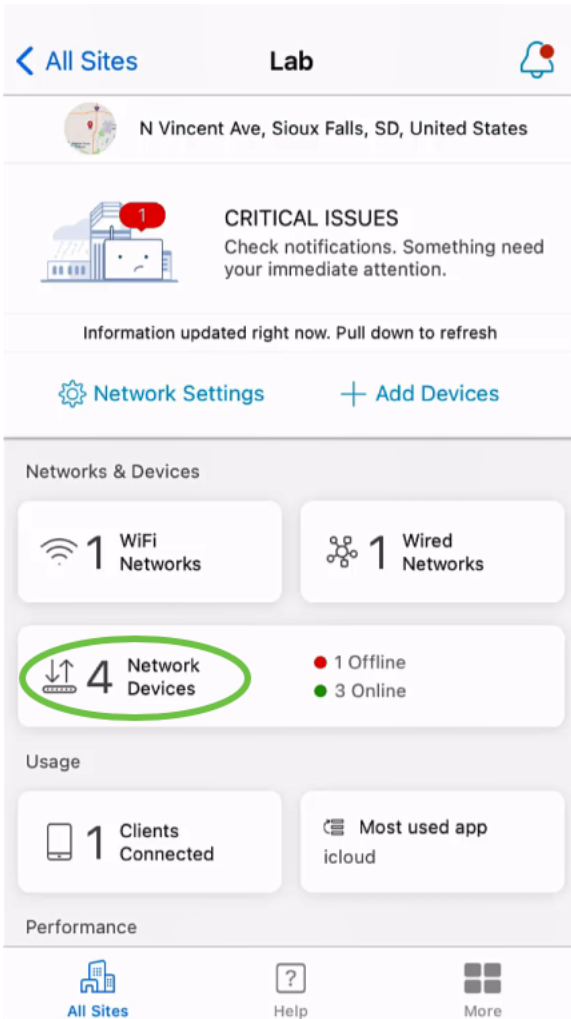 All Sites
Lab
N Vincent Ave, Sioux Falls, SD, United States
1
CRITICAL ISSUES
Check notifications. Something need
your immediate attention.
Information updated right now. Pull down to refresh
Network Settings
Add Devices
Networks & Devices
1 WiFi
Networks
1 Wired
Networks
4 Network
Devices
1 Offline
3 Online
Usage
1 Clients
Connected
Most used app
icloud
Performance
All Sites
?
Help
More